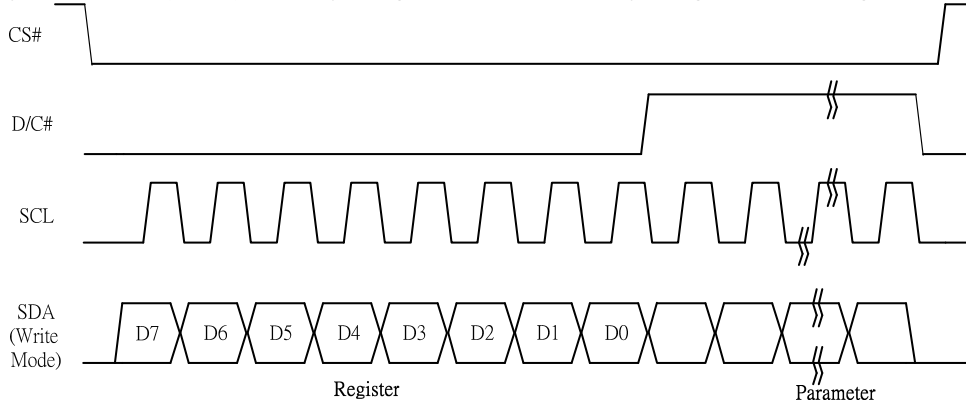 CS#
D/C#
SCL
SDA
(Write
Mode)
D7 D6 D5 D4 D3 D2 D1 D0
Register
Parameter